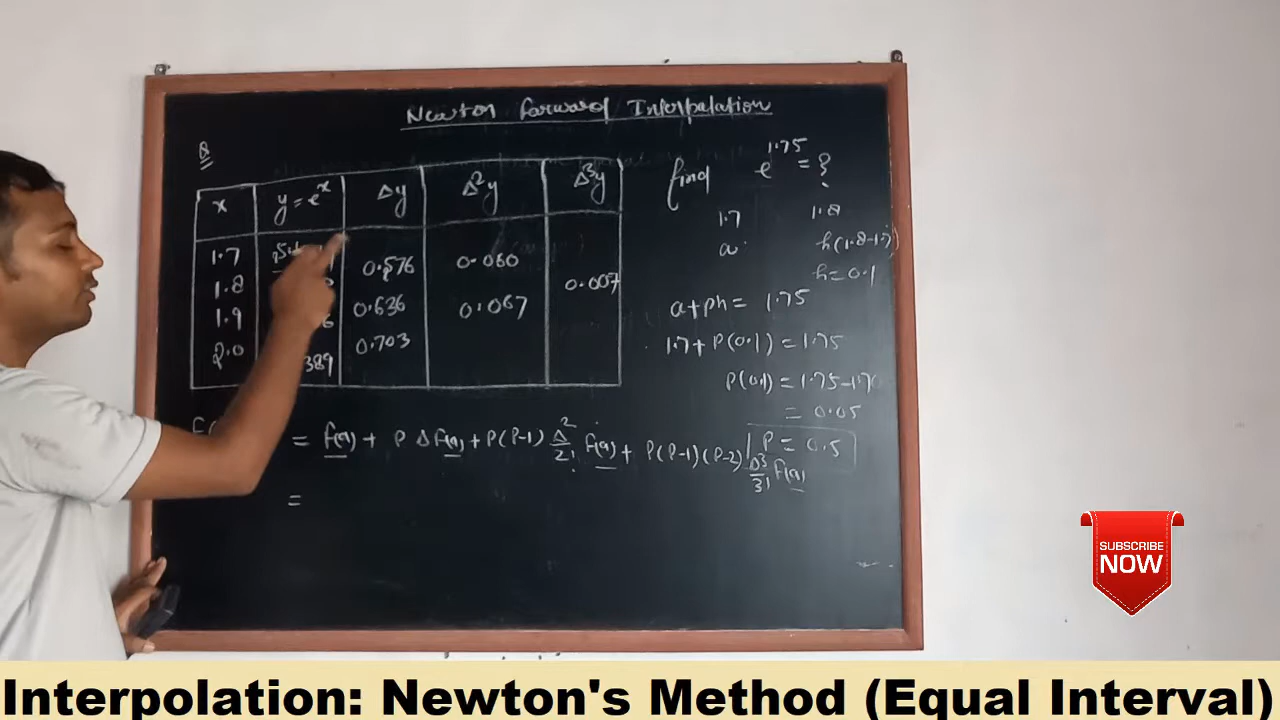 Newton Forward Interpolation
Q
x y = eˣ Δy Δ²y Δ³y
1.7 0.576 0.060
1.8 0.636 0.067 0.007
1.9 6 0.703
2.0 389
find e^1.75 = ?
1.7 1.8
a h(1.8-1.7)
h = 0.1
a+ph = 1.75
1.7 + P(0.1) = 1.75
P(0.1) = 1.75-1.70
= 0.05
P = 0.5
= f(a) + P Δf(a) + P(P-1) Δ²/2! f(a) + P(P-1)(P-2) Δ³/3! f(a)
=
SUBSCRIBE
NOW
Interpolation: Newton's Method (Equal Interval)